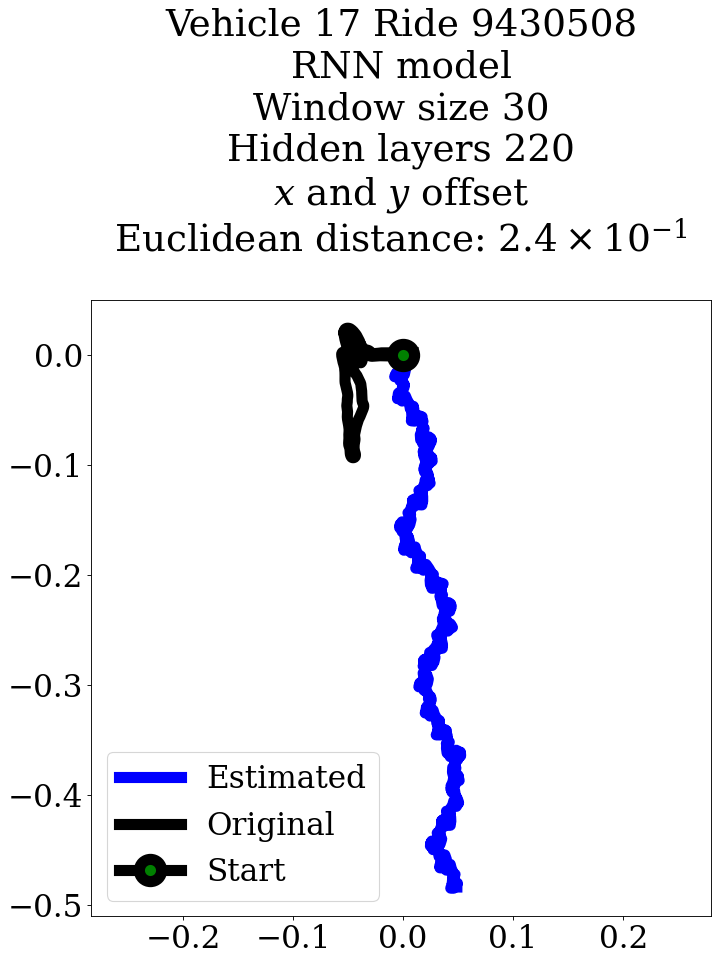 Vehicle 17 Ride 9430508
RNN model
Window size 30
Hidden layers 220
x and y offset
Euclidean distance: 2.4 × 10⁻¹
0.0
−0.1
−0.2
−0.3
−0.4
−0.5
Estimated
Original
Start
−0.2 −0.1 0.0 0.1 0.2